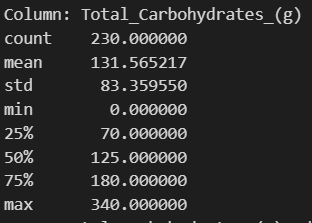 Column: Total_Carbohydrates_(g)
count 230.000000
mean 131.565217
std 83.359550
min 0.000000
25% 70.000000
50% 125.000000
75% 180.000000
max 340.000000